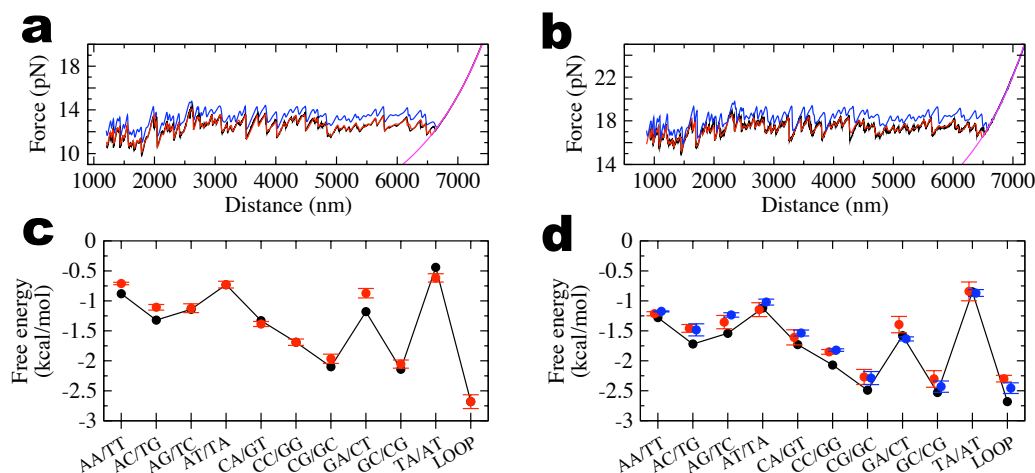 a
Force (pN)
18
14
10
1000 2000 3000 4000 5000 6000 7000
Distance (nm)
b
Force (pN)
22
18
14
1000 2000 3000 4000 5000 6000 7000
Distance (nm)
c
Free energy
(kcal/mol)
0
-0.5
-1
-1.5
-2
-2.5
-3
AA/TT AC/TG AG/TC AT/TA CA/GT CC/GG CG/GC GA/CT GC/CG TA/AT LOOP
d
Free energy
(kcal/mol)
0
-0.5
-1
-1.5
-2
-2.5
-3
AA/TT AC/TG AG/TC AT/TA CA/GT CC/GG CG/GC GA/CT GC/CG TA/AT LOOP